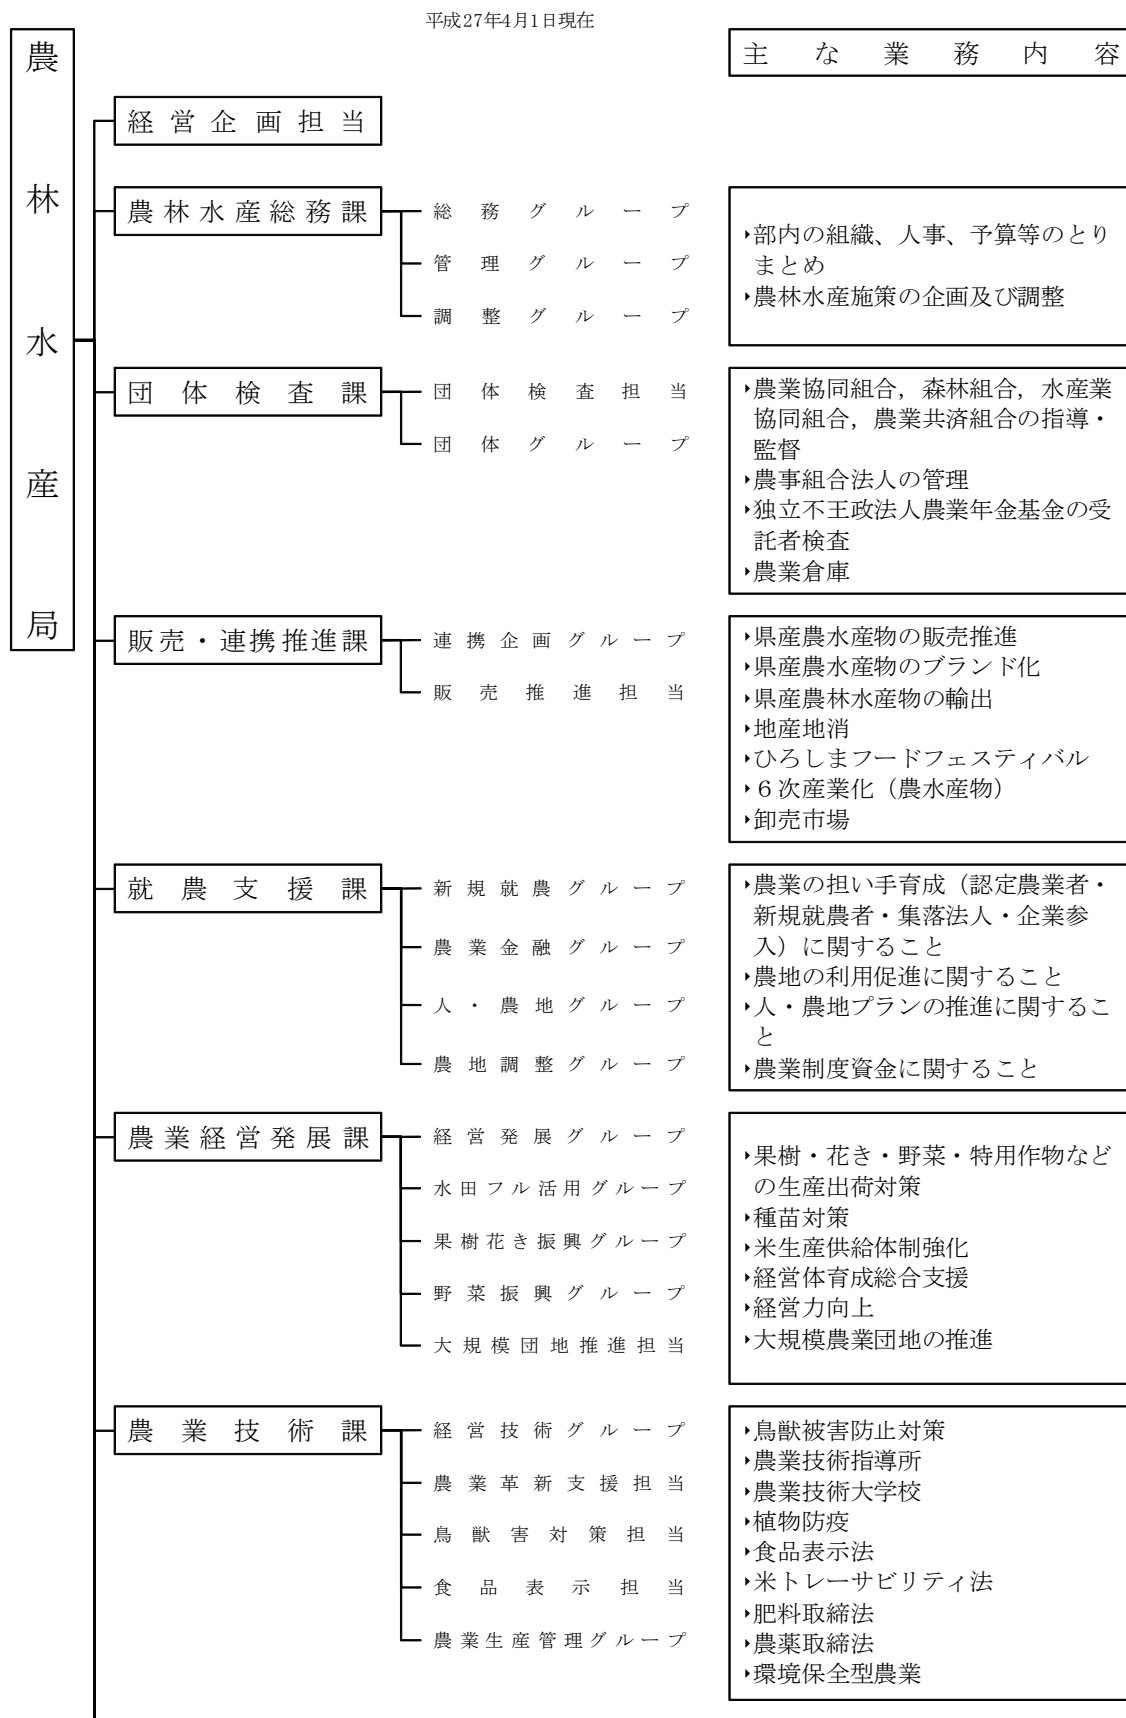 平成27年4月1日現在
農林水産局
主な業務内容
経営企画担当
農林水産総務課
総務グループ
管理グループ
調整グループ
‣部内の組織、人事、予算等のとり
まとめ
‣農林水産施策の企画及び調整
団体検査課
団体検査担当
団体グループ
‣農業協同組合，森林組合，水産業
協同組合，農業共済組合の指導・
監督
‣農事組合法人の管理
‣独立不王政法人農業年金基金の受
託者検査
‣農業倉庫
販売・連携推進課
連携企画グループ
販売推進担当
‣県産農水産物の販売推進
‣県産農水産物のブランド化
‣県産農林水産物の輸出
‣地産地消
‣ひろしまフードフェスティバル
‣６次産業化（農水産物）
‣卸売市場
就農支援課
新規就農グループ
農業金融グループ
人・農地グループ
農地調整グループ
‣農業の担い手育成（認定農業者・
新規就農者・集落法人・企業参
入）に関すること
‣農地の利用促進に関すること
‣人・農地プランの推進に関するこ
と
‣農業制度資金に関すること
農業経営発展課
経営発展グループ
水田フル活用グループ
果樹花き振興グループ
野菜振興グループ
大規模団地推進担当
‣果樹・花き・野菜・特用作物など
の生産出荷対策
‣種苗対策
‣米生産供給体制強化
‣経営体育成総合支援
‣経営力向上
‣大規模農業団地の推進
農業技術課
経営技術グループ
農業革新支援担当
鳥獣害対策担当
食品表示担当
農業生産管理グループ
‣鳥獣被害防止対策
‣農業技術指導所
‣農業技術大学校
‣植物防疫
‣食品表示法
‣米トレーサビリティ法
‣肥料取締法
‣農薬取締法
‣環境保全型農業